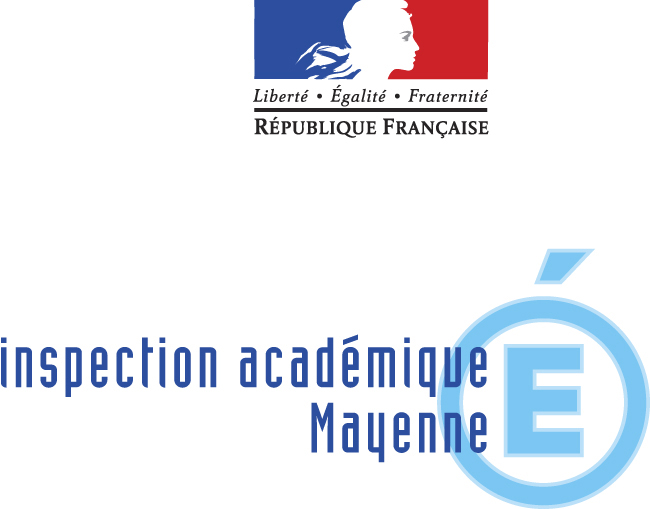 Liberté • Égalité • Fraternité
RÉPUBLIQUE FRANÇAISE
inspection académique
Mayenne
É